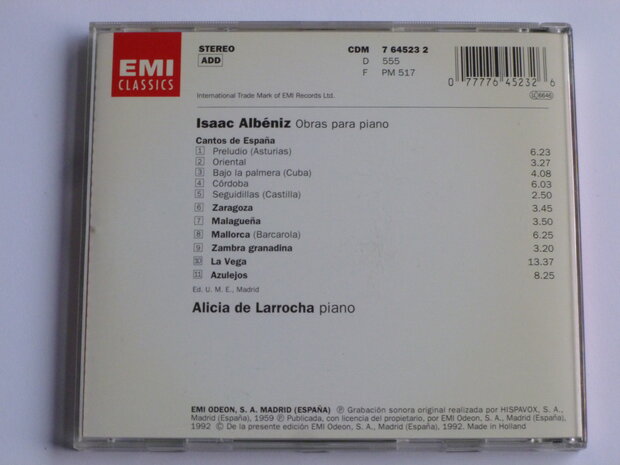 EMI
CLASSICS
STEREO
ADD
CDM 7 64523 2
D 555
F PM 517
0 77776 45232 6
International Trade Mark of EMI Records Ltd.
LC 6646
Isaac Albéniz Obras para piano
Cantos de España
1 Preludio (Asturias) 6.23
2 Oriental 3.27
3 Bajo la palmera (Cuba) 4.08
4 Córdoba 6.03
5 Seguidillas (Castilla) 2.50
6 Zaragoza 3.45
7 Malagueña 3.50
8 Mallorca (Barcarola) 6.25
9 Zambra granadina 3.20
10 La Vega 13.37
11 Azulejos 8.25
Ed. U. M. E., Madrid
Alicia de Larrocha piano
EMI ODEON, S. A. MADRID (ESPAÑA) Ⓟ Grabación sonora original realizada por HISPAVOX, S. A.,
Madrid (España), 1959 Ⓟ Publicada, con licencia del propietario, por EMI Odeon, S. A., Madrid (España),
1992 © De la presente edición EMI Odeon, S. A., Madrid (España), 1992. Made in Holland